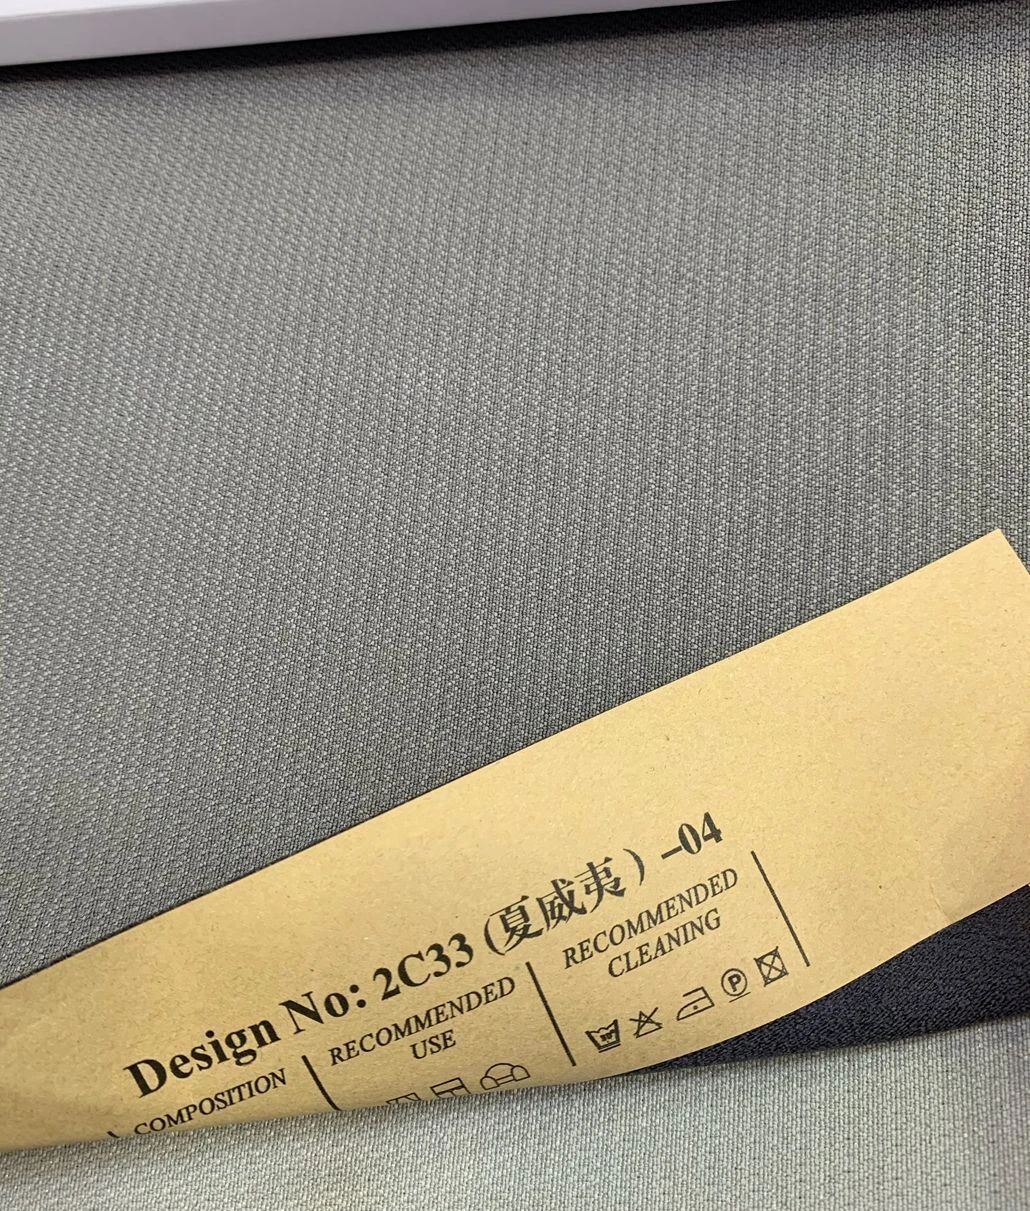 Design No: 2C33 (夏威夷) -04
COMPOSITION
RECOMMENDED
USE
RECOMMENDED
CLEANING
P